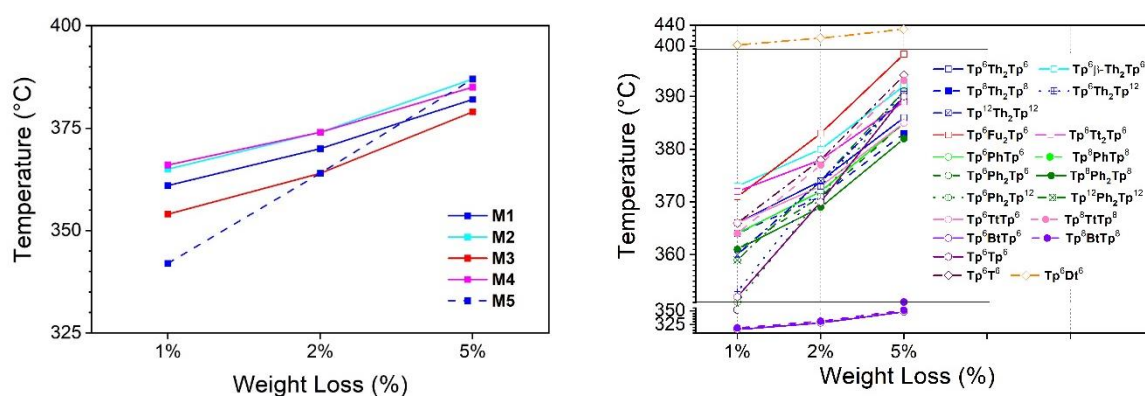 400
375
350
325
Temperature (°C)
1%
2%
5%
Weight Loss (%)
M1
M2
M3
M4
M5
440
400
390
380
370
360
350
325
Temperature (°C)
1%
2%
5%
Weight Loss (%)
Tp⁶Th₂Tp⁶ Tp⁶β-Th₂Tp⁶
Tp⁸Th₂Tp⁸ Tp⁶Th₂Tp¹²
Tp¹²Th₂Tp¹²
Tp⁶Fu₂Tp⁶ Tp⁶Tt₂Tp⁶
Tp⁶PhTp⁶ Tp⁸PhTp⁸
Tp⁶Ph₂Tp⁶ Tp⁸Ph₂Tp⁸
Tp⁶Ph₂Tp¹² Tp¹²Ph₂Tp¹²
Tp⁶TtTp⁶ Tp⁸TtTp⁸
Tp⁶BtTp⁶ Tp⁸BtTp⁸
Tp⁶Tp⁶
Tp⁶T⁶ Tp⁶Dt⁶